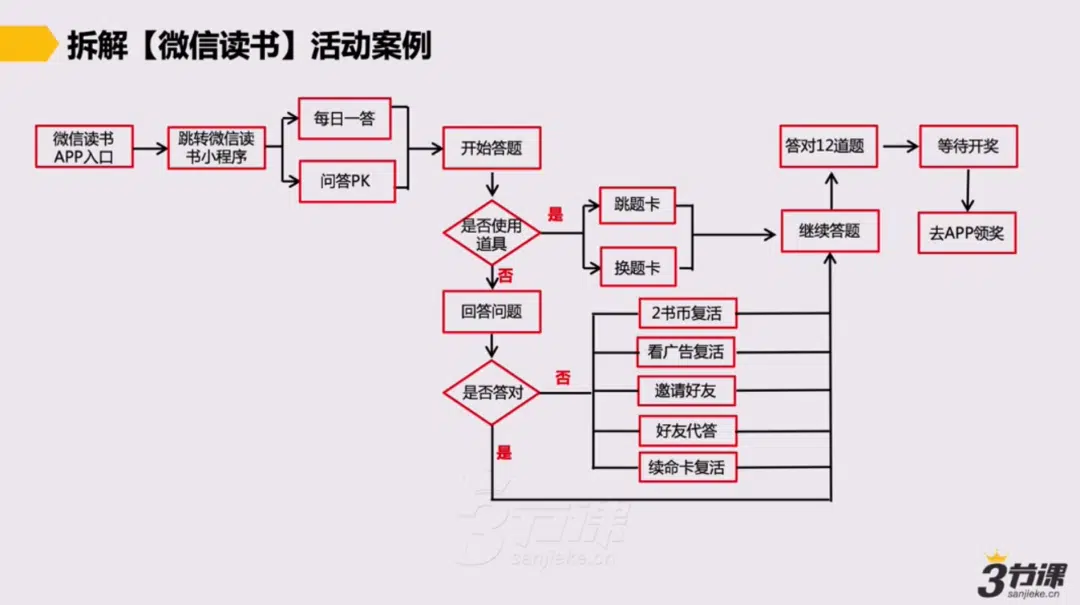 拆解【微信读书】活动案例
微信读书
APP入口
跳转微信读
书小程序
每日一答
问答PK
开始答题
是否使用
道具
是
否
跳题卡
换题卡
回答问题
是否答对
否
是
2书币复活
看广告复活
邀请好友
好友代答
续命卡复活
继续答题
答对12道题
等待开奖
去APP领奖
3节课
sanjieke.cn
3节课
sanjieke.cn